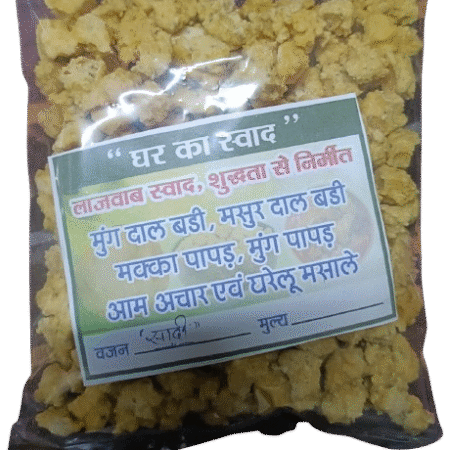 “ घर का स्वाद ”
लाजवाब स्वाद, शुद्धता से निर्मीत
मुंग दाल बडी, मसुर दाल बडी
मक्का पापड़, मुंग पापड़
आम अचार एवं घरेलू मसाले
वजन "सादी" मुल्य